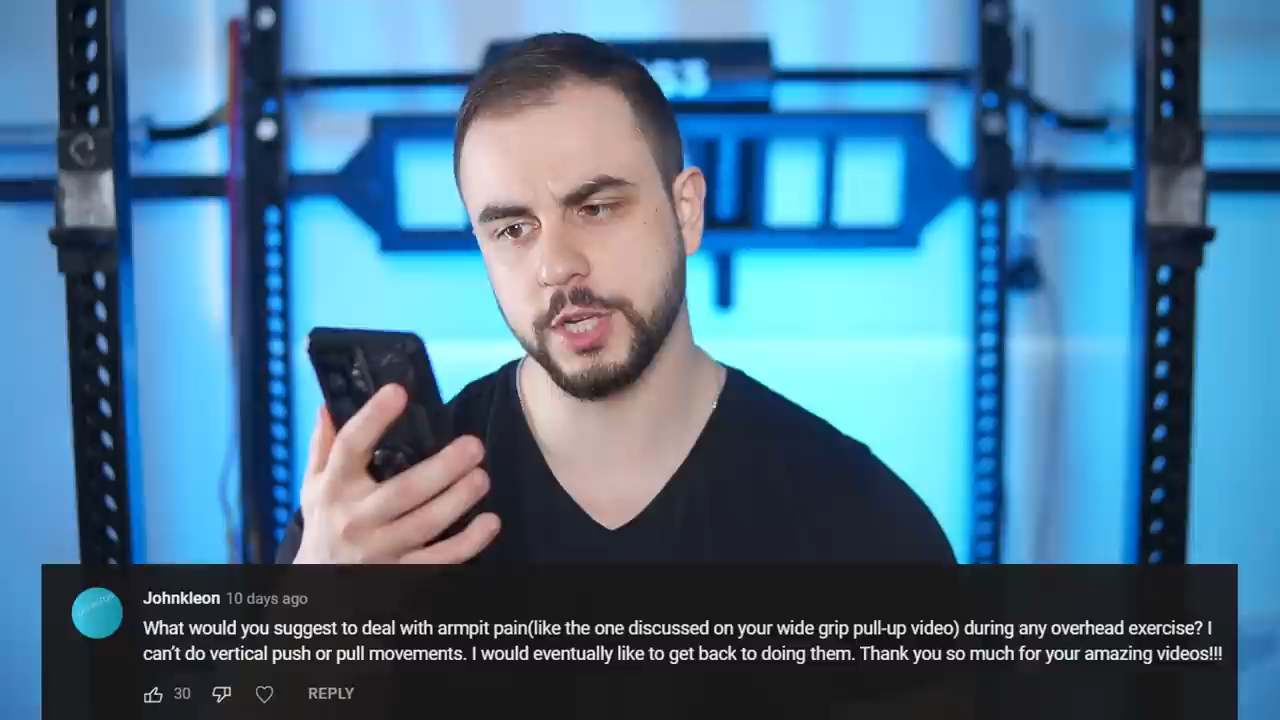 Johnkleon 10 days ago
What would you suggest to deal with armpit pain(like the one discussed on your wide grip pull-up video) during any overhead exercise? I
can't do vertical push or pull movements. I would eventually like to get back to doing them. Thank you so much for your amazing videos!!!
30 REPLY